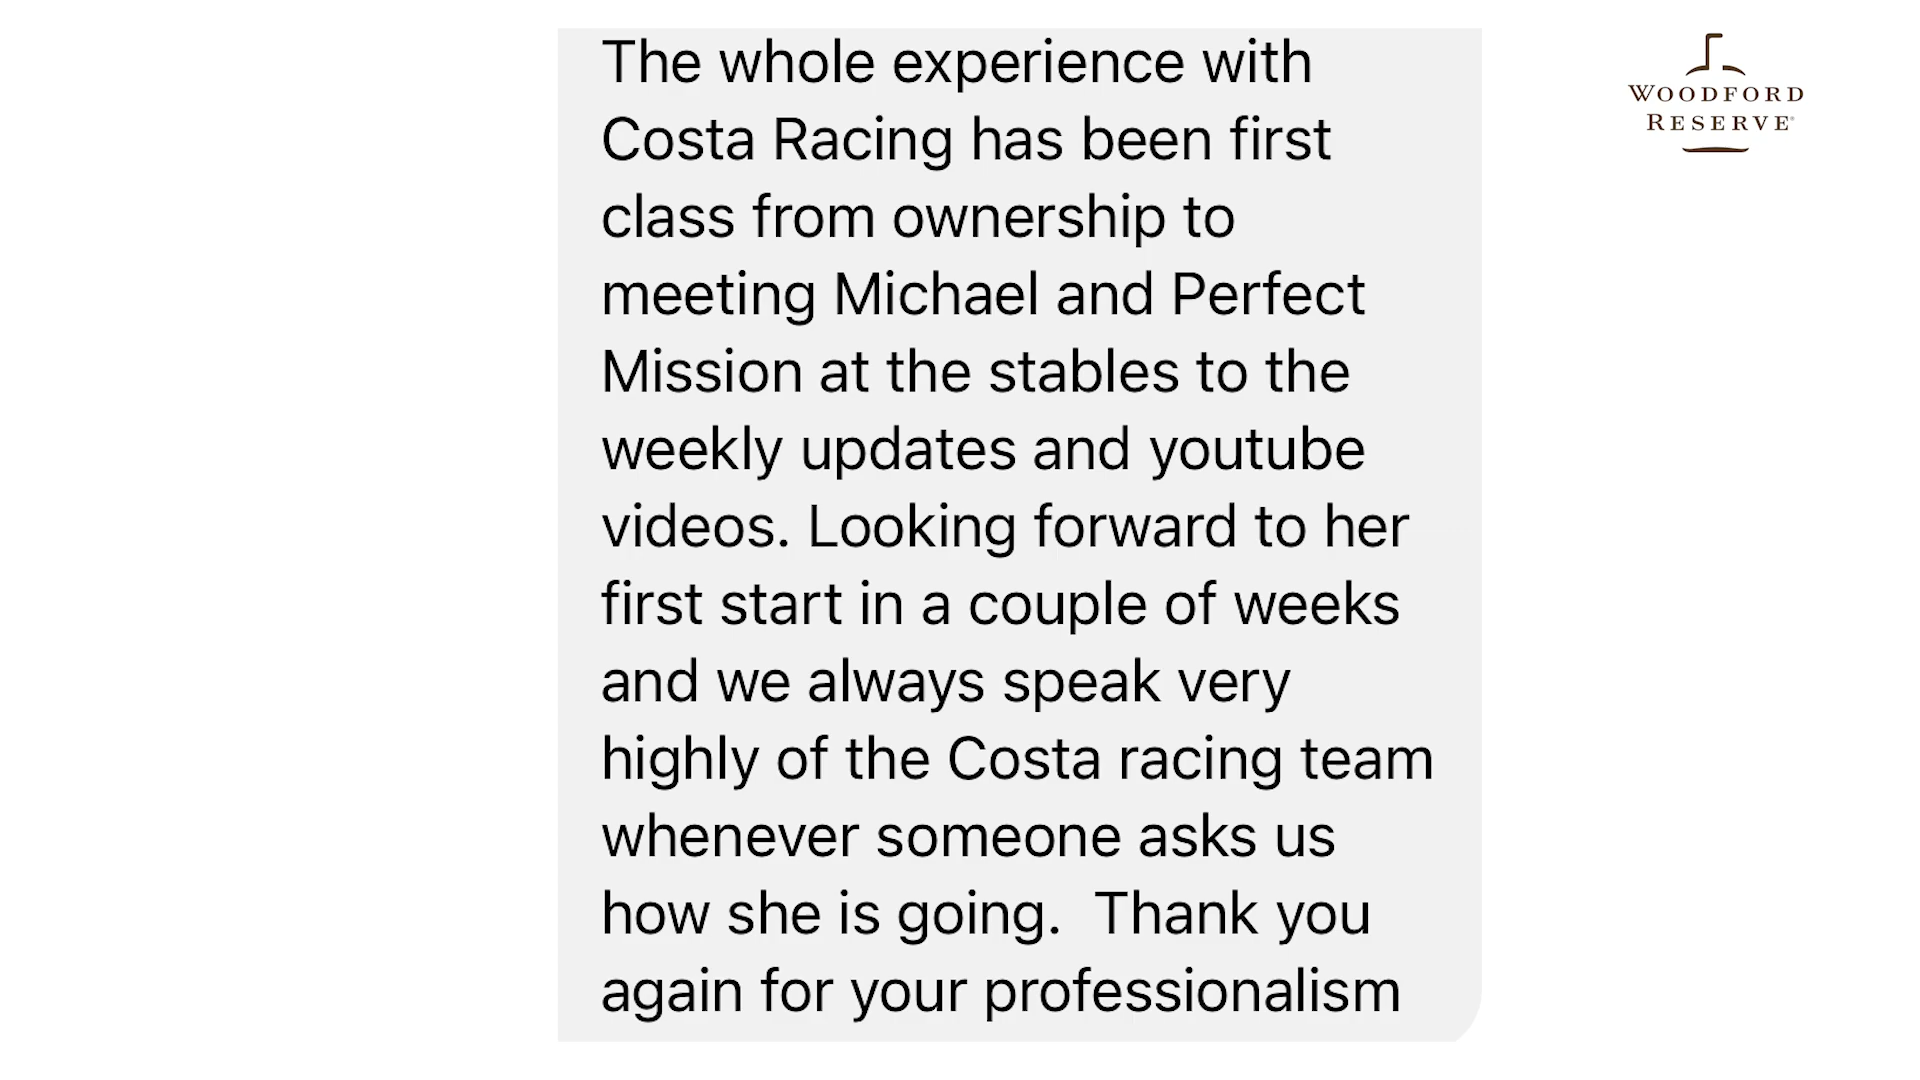 The whole experience with
Costa Racing has been first
class from ownership to
meeting Michael and Perfect
Mission at the stables to the
weekly updates and youtube
videos. Looking forward to her
first start in a couple of weeks
and we always speak very
highly of the Costa racing team
whenever someone asks us
how she is going.  Thank you
again for your professionalism
WOODFORD
RESERVE